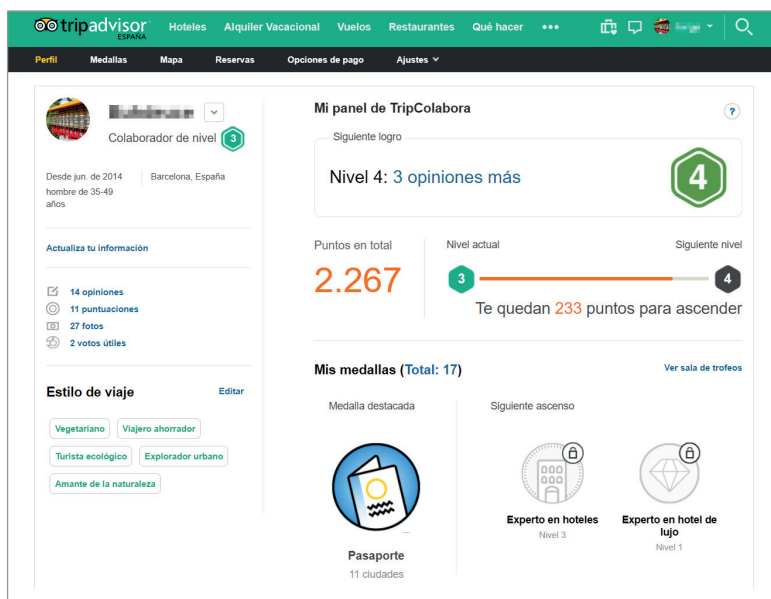 tripadvisor
ESPAÑA
Hoteles Alquiler Vacacional Vuelos Restaurantes Qué hacer
Perfil Medallas Mapa Reservas Opciones de pago Ajustes
Colaborador de nivel 3
Desde jun. de 2014
hombre de 35-49
años
Barcelona, España
Actualiza tu información
14 opiniones
11 puntuaciones
27 fotos
2 votos útiles
Estilo de viaje Editar
Vegetariano Viajero ahorrador
Turista ecológico Explorador urbano
Amante de la naturaleza
Mi panel de TripColabora ?
Siguiente logro
Nivel 4: 3 opiniones más 4
Puntos en total
2.267
Nivel actual Siguiente nivel
3 4
Te quedan 233 puntos para ascender
Mis medallas (Total: 17) Ver sala de trofeos
Medalla destacada
Pasaporte
11 ciudades
Siguiente ascenso
Experto en hoteles
Nivel 3
Experto en hotel de
lujo
Nivel 1